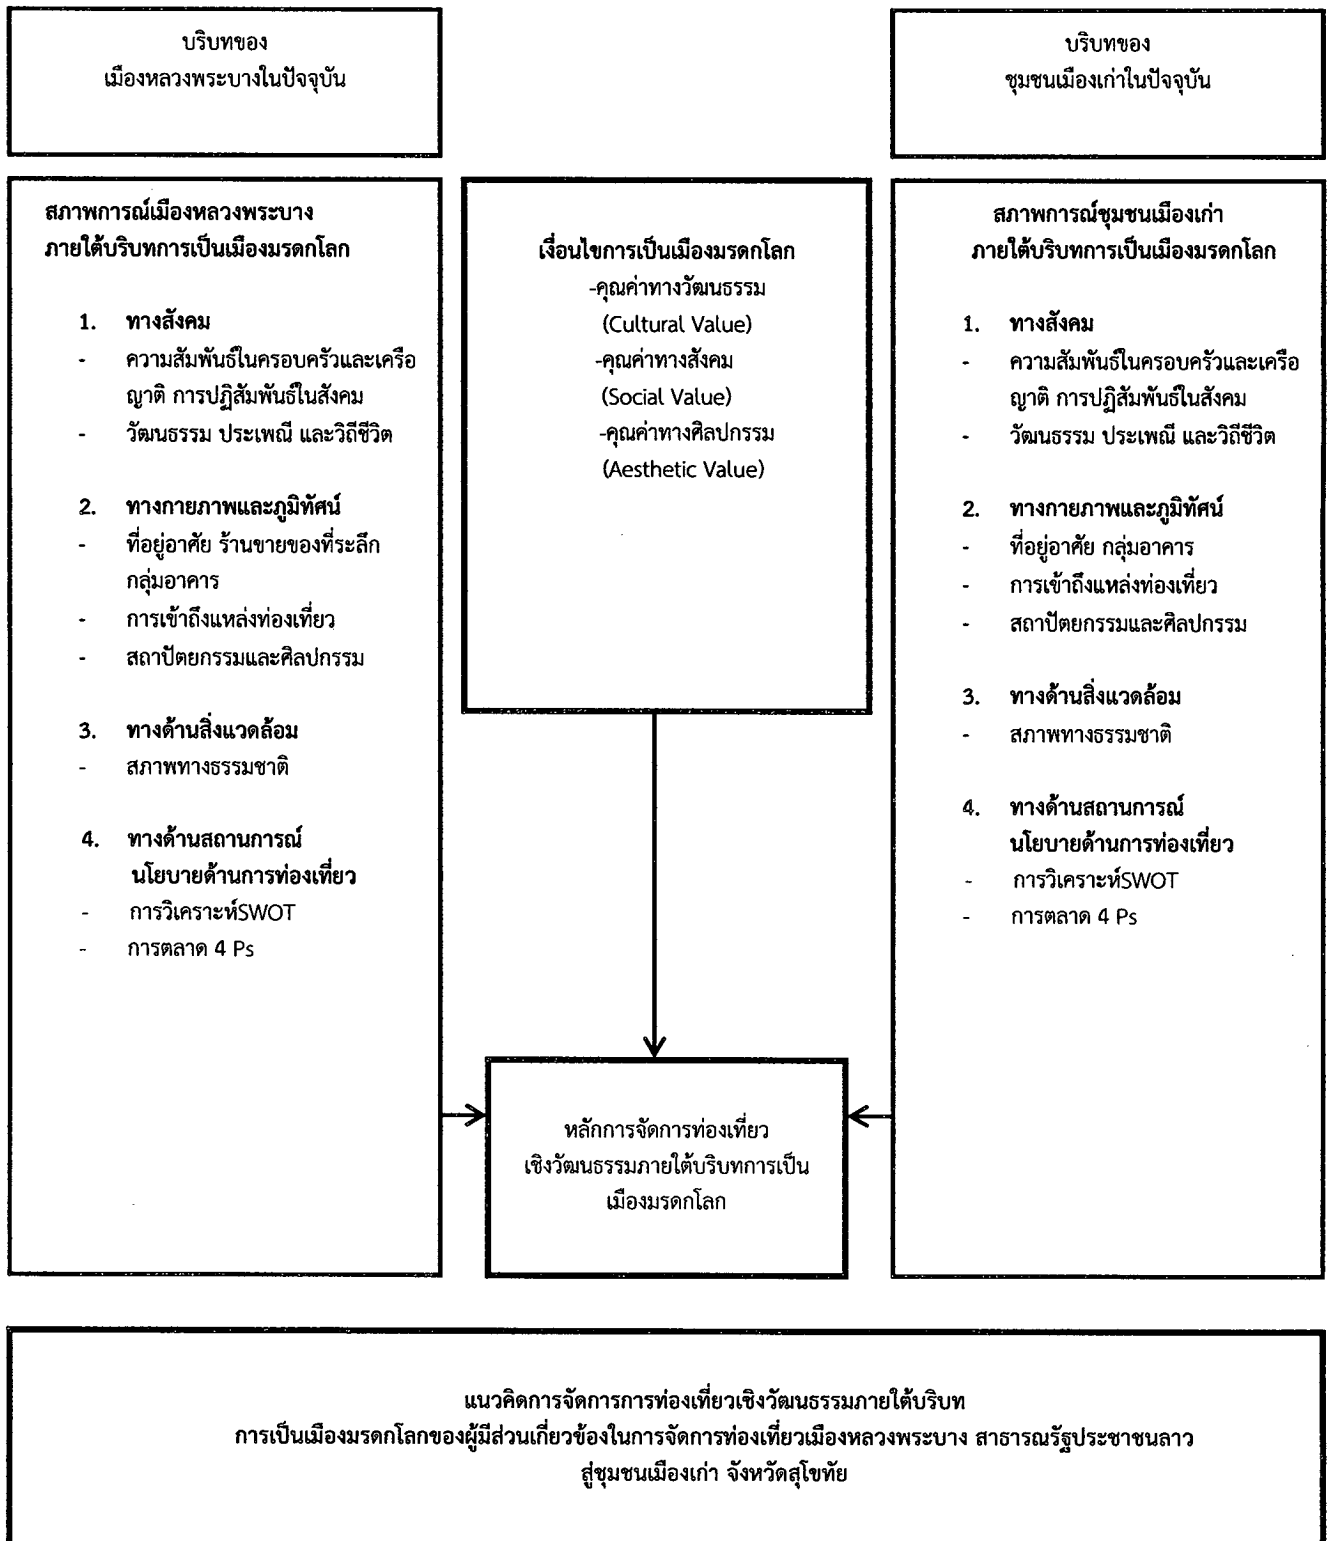 บริบทของ
เมืองหลวงพระบางในปัจจุบัน
บริบทของ
ชุมชนเมืองเก่าในปัจจุบัน
สภาพการณ์เมืองหลวงพระบาง
ภายใต้บริบทการเป็นเมืองมรดกโลก
1. ทางสังคม
- ความสัมพันธ์ในครอบครัวและเครือ
ญาติ การปฏิสัมพันธ์ในสังคม
- วัฒนธรรม ประเพณี และวิถีชีวิต
2. ทางกายภาพและภูมิทัศน์
- ที่อยู่อาศัย ร้านขายของที่ระลึก
กลุ่มอาคาร
- การเข้าถึงแหล่งท่องเที่ยว
- สถาปัตยกรรมและศิลปกรรม
3. ทางด้านสิ่งแวดล้อม
- สภาพทางธรรมชาติ
4. ทางด้านสถานการณ์
นโยบายด้านการท่องเที่ยว
- การวิเคราะห์SWOT
- การตลาด 4 Ps
เงื่อนไขการเป็นเมืองมรดกโลก
-คุณค่าทางวัฒนธรรม
(Cultural Value)
-คุณค่าทางสังคม
(Social Value)
-คุณค่าทางศิลปกรรม
(Aesthetic Value)
สภาพการณ์ชุมชนเมืองเก่า
ภายใต้บริบทการเป็นเมืองมรดกโลก
1. ทางสังคม
- ความสัมพันธ์ในครอบครัวและเครือ
ญาติ การปฏิสัมพันธ์ในสังคม
- วัฒนธรรม ประเพณี และวิถีชีวิต
2. ทางกายภาพและภูมิทัศน์
- ที่อยู่อาศัย กลุ่มอาคาร
- การเข้าถึงแหล่งท่องเที่ยว
- สถาปัตยกรรมและศิลปกรรม
3. ทางด้านสิ่งแวดล้อม
- สภาพทางธรรมชาติ
4. ทางด้านสถานการณ์
นโยบายด้านการท่องเที่ยว
- การวิเคราะห์SWOT
- การตลาด 4 Ps
หลักการจัดการท่องเที่ยว
เชิงวัฒนธรรมภายใต้บริบทการเป็น
เมืองมรดกโลก
แนวคิดการจัดการการท่องเที่ยวเชิงวัฒนธรรมภายใต้บริบท
การเป็นเมืองมรดกโลกของผู้มีส่วนเกี่ยวข้องในการจัดการท่องเที่ยวเมืองหลวงพระบาง สาธารณรัฐประชาชนลาว
สู่ชุมชนเมืองเก่า จังหวัดสุโขทัย